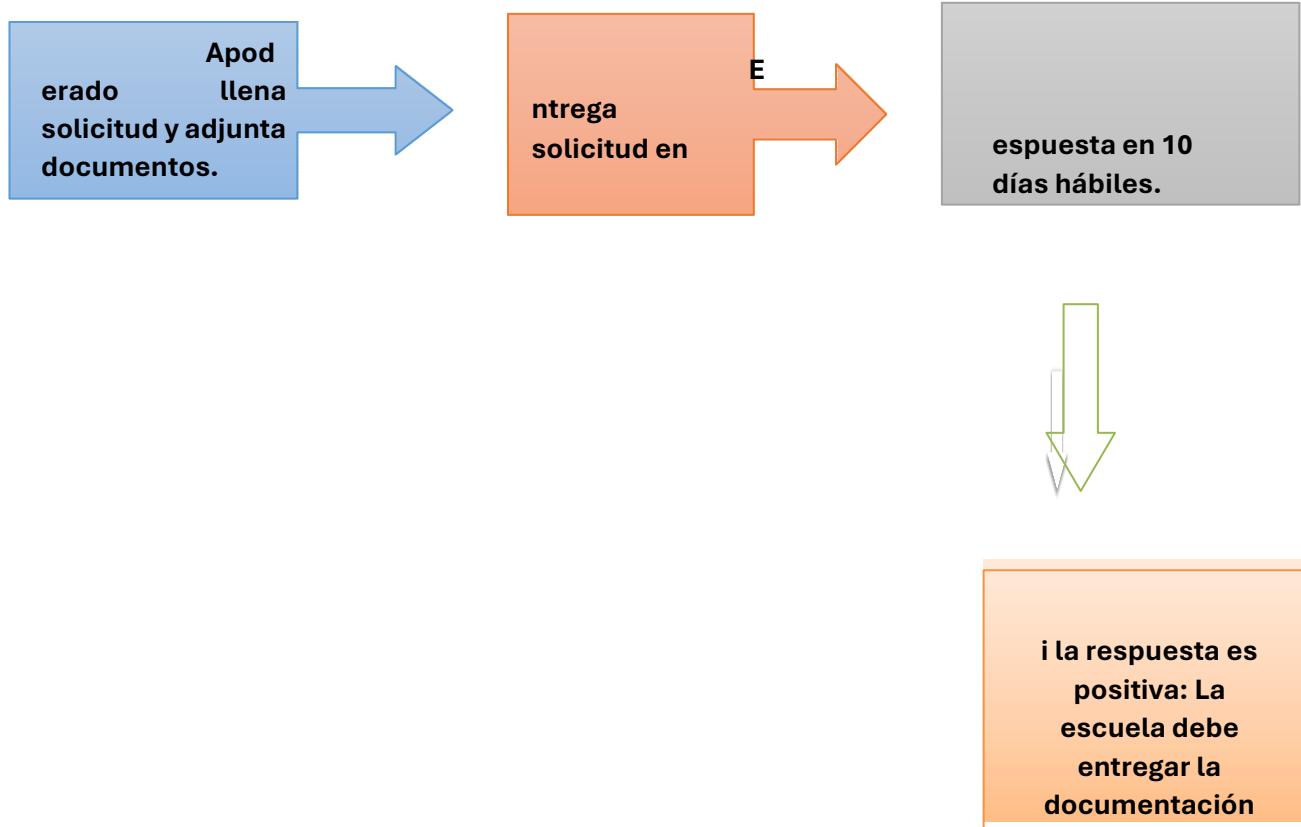 Apod
erado llena
solicitud y adjunta
documentos.
E
ntrega
solicitud en
espuesta en 10
días hábiles.
i la respuesta es
positiva: La
escuela debe
entregar la
documentación